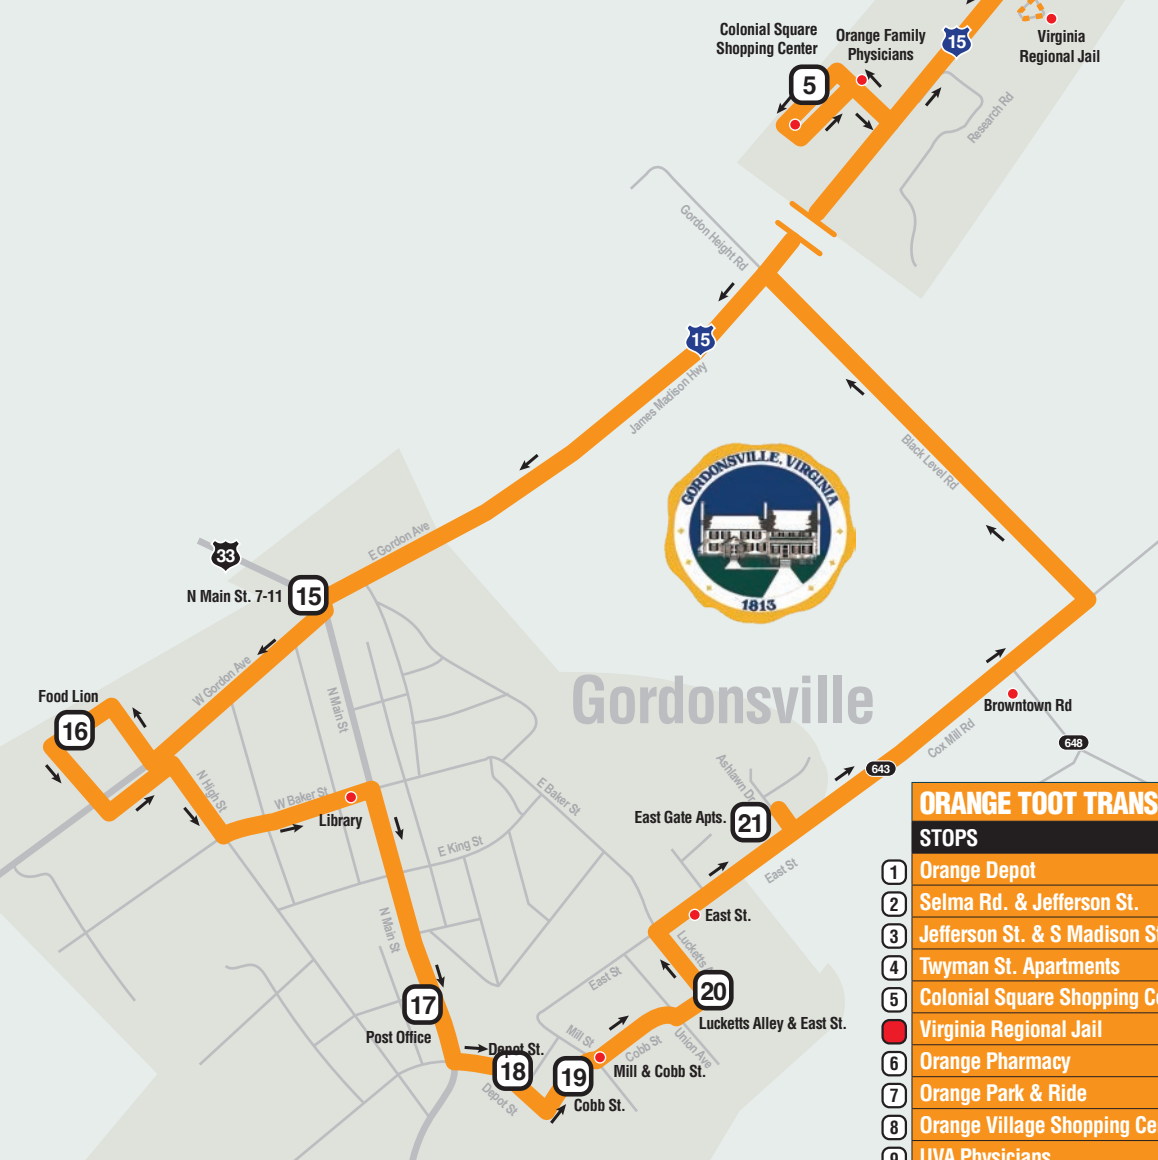 Colonial Square
Shopping Center
Orange Family
Physicians
15
Virginia
Regional Jail
5
Research Rd
Gordon Height Rd
15
James Madison Hwy
Black Level Rd
GORDONSVILLE, VIRGINIA
1813
E Gordon Ave
33
N Main St. 7-11
15
W Gordon Ave
N Main St
Food Lion
16
Gordonsville
Browntown Rd
648
Cox Mill Rd
643
Ashlawn Dr
N High St
W Baker St
Library
E Baker St
East Gate Apts.
21
E King St
East St
N Main St
East St.
Lucketts
East St
20
Lucketts Alley & East St.
17
Post Office
Depot St.
18
Mill St
Cobb St
Union Ave
19
Mill & Cobb St.
Cobb St.
Depot St
ORANGE TOOT TRANS
STOPS
1 Orange Depot
2 Selma Rd. & Jefferson St.
3 Jefferson St. & S Madison S
4 Twyman St. Apartments
5 Colonial Square Shopping C
Virginia Regional Jail
6 Orange Pharmacy
7 Orange Park & Ride
8 Orange Village Shopping Ce
9 UVA Physicians